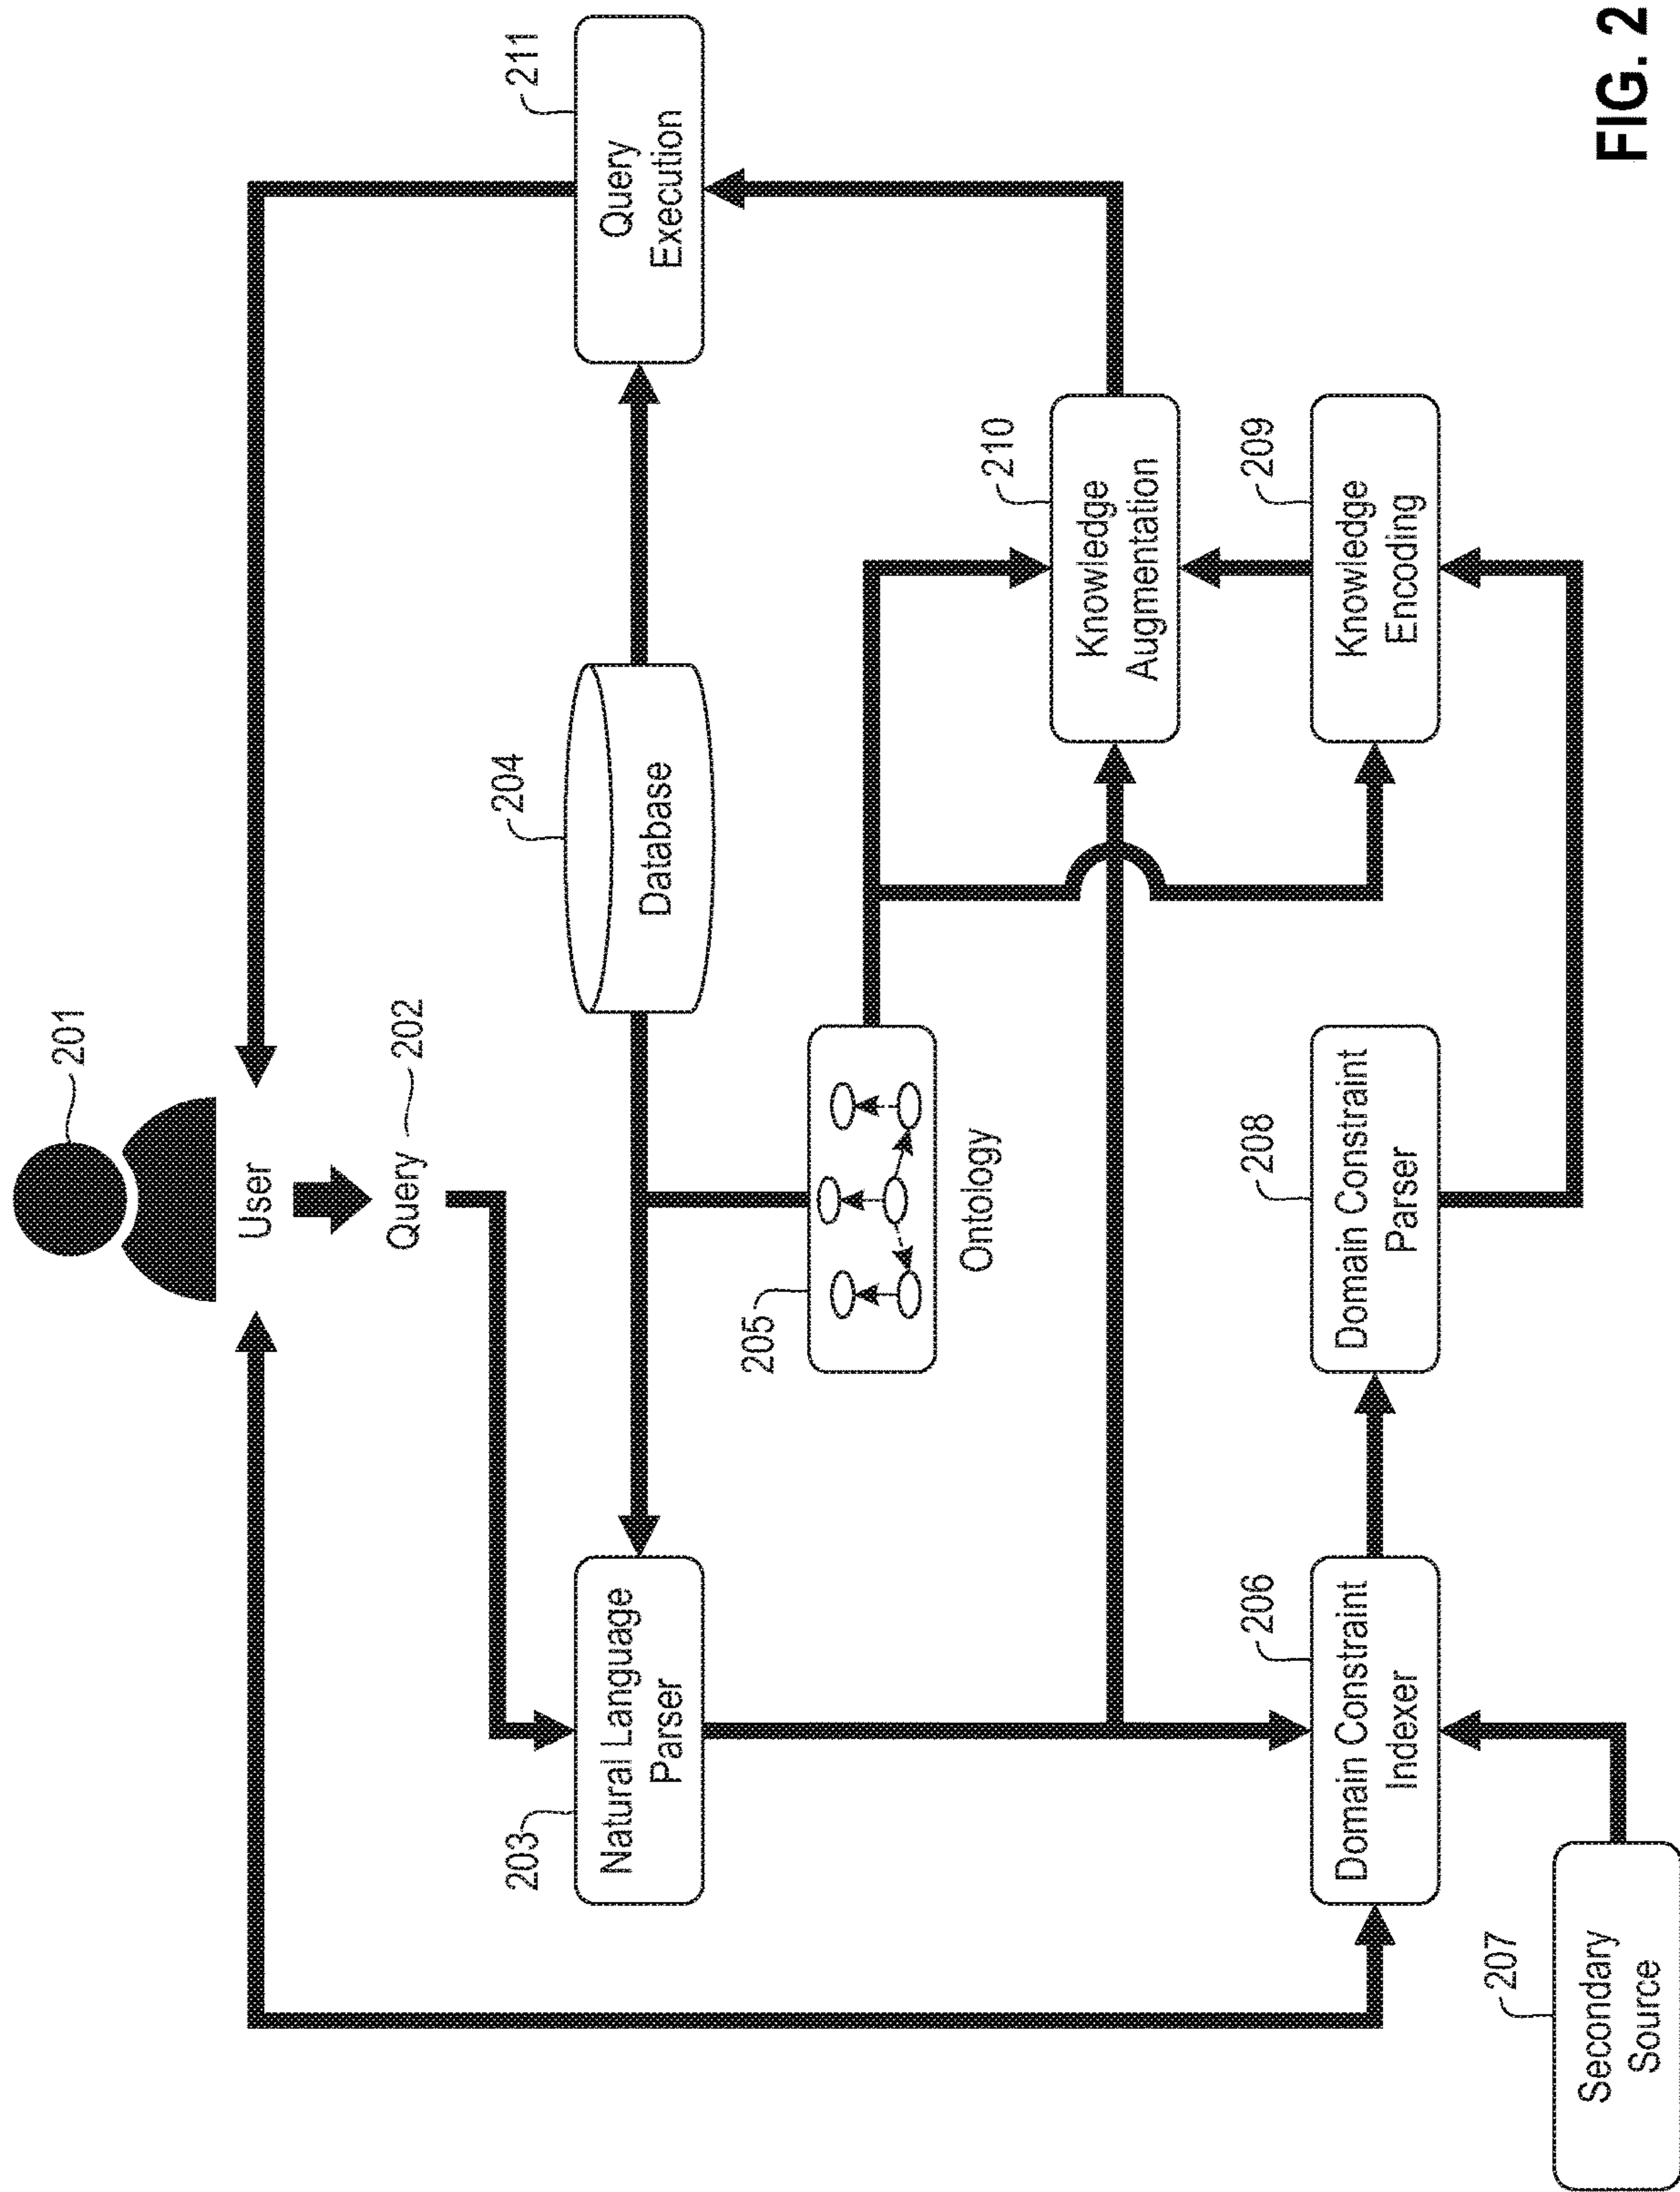 201
User
Query
202
211
Query
Execution
204
Database
203
Natural Language
Parser
205
Ontology
210
Knowledge
Augmentation
206
Domain Constraint
Indexer
208
Domain Constraint
Parser
209
Knowledge
Encoding
207
Secondary
Source
FIG. 2